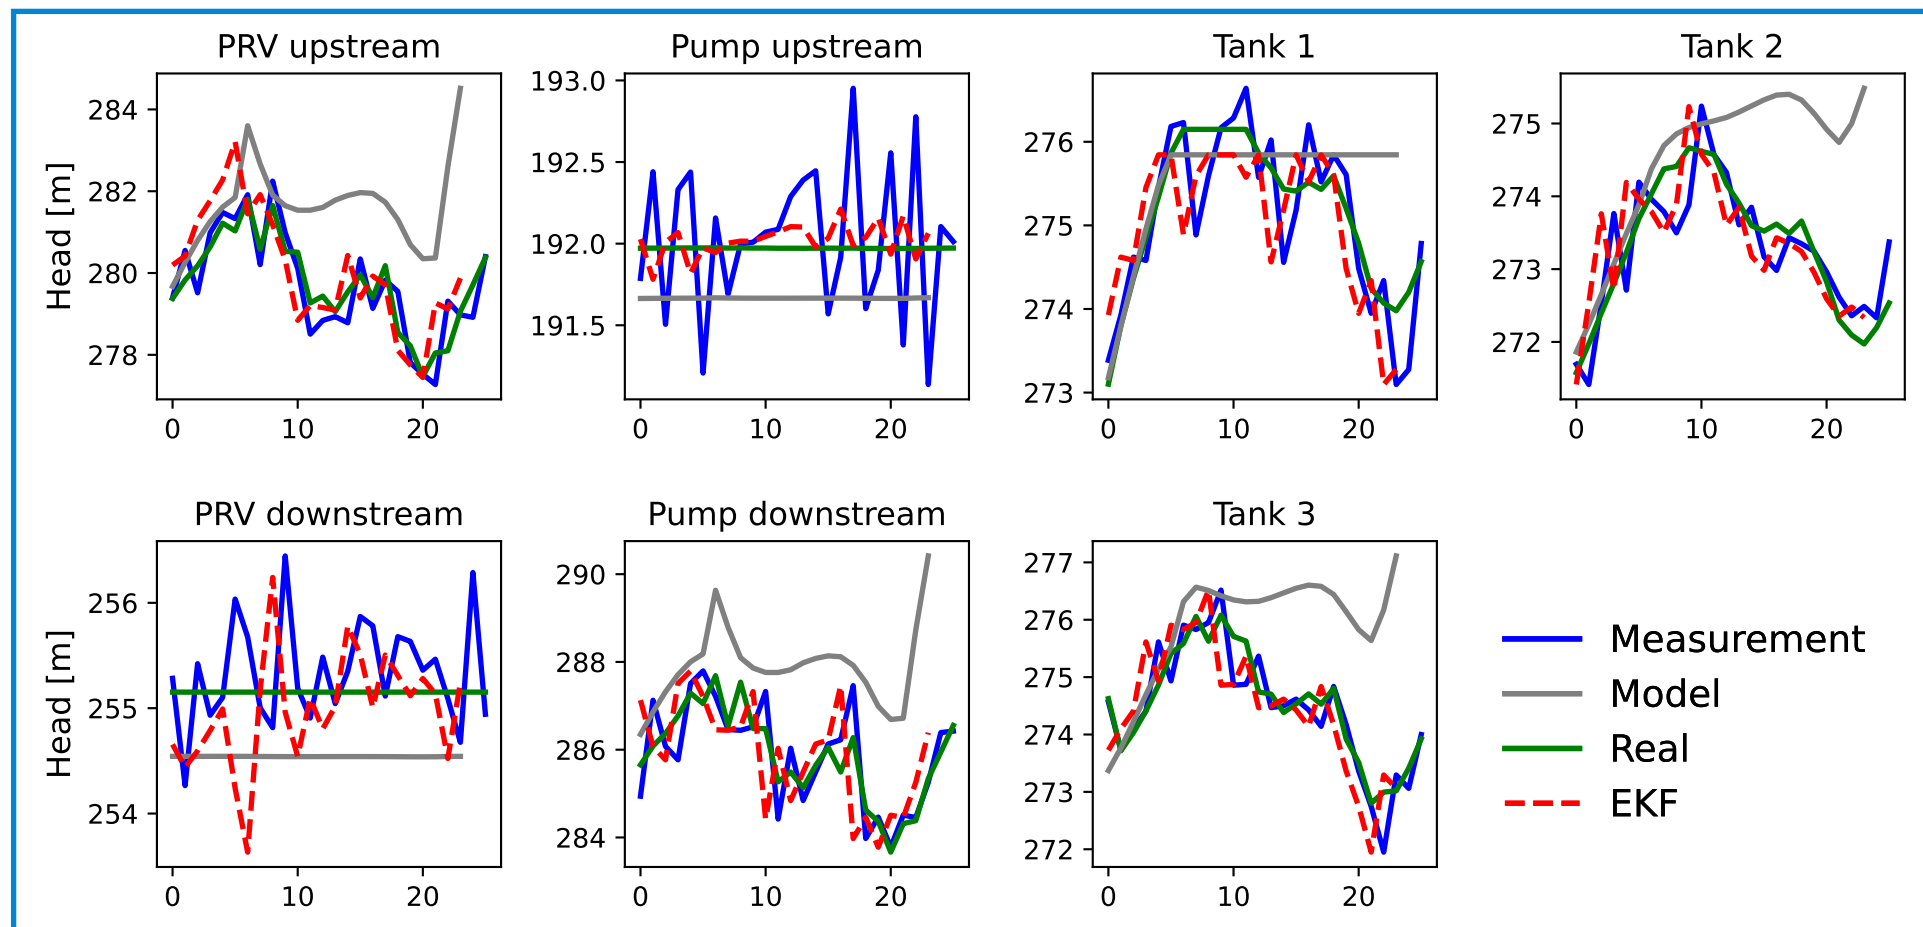 PRV upstream
Pump upstream
Tank 1
Tank 2
Head [m]
284
282
280
278
0 10 20
193.0
192.5
192.0
191.5
0 10 20
276
275
274
273
0 10 20
275
274
273
272
0 10 20
PRV downstream
Pump downstream
Tank 3
Head [m]
256
255
254
0 10 20
290
288
286
284
0 10 20
277
276
275
274
273
272
0 10 20
Measurement
Model
Real
EKF